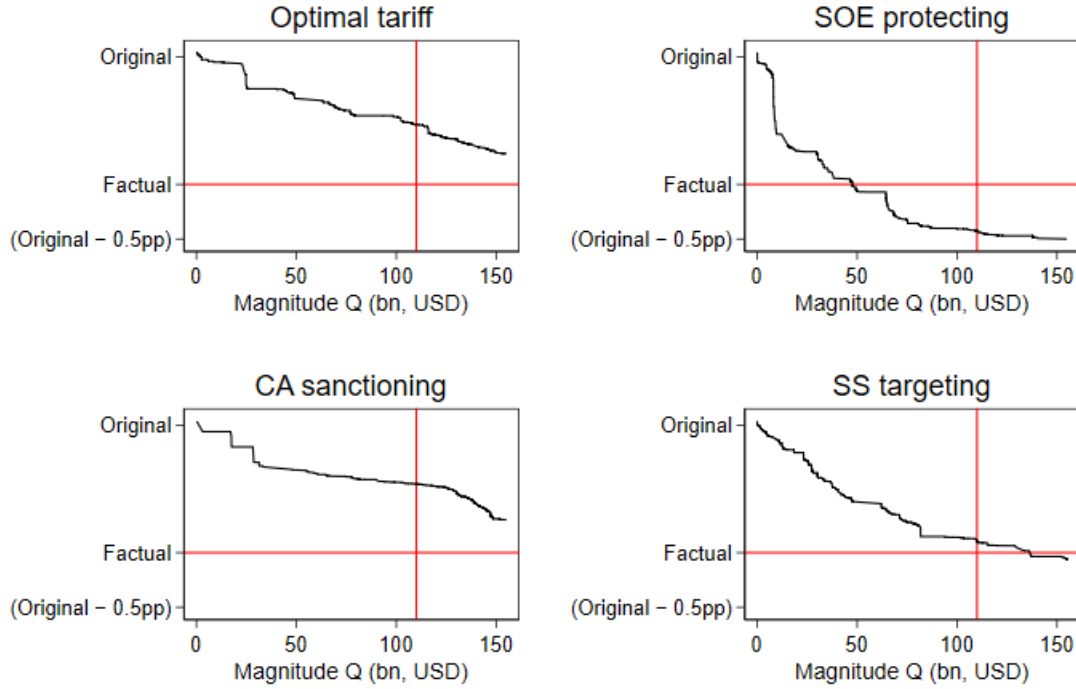 Optimal tariff
Original
Factual
(Original − 0.5pp)
0 50 100 150
Magnitude Q (bn, USD)
SOE protecting
Original
Factual
(Original − 0.5pp)
0 50 100 150
Magnitude Q (bn, USD)
CA sanctioning
Original
Factual
(Original − 0.5pp)
0 50 100 150
Magnitude Q (bn, USD)
SS targeting
Original
Factual
(Original − 0.5pp)
0 50 100 150
Magnitude Q (bn, USD)